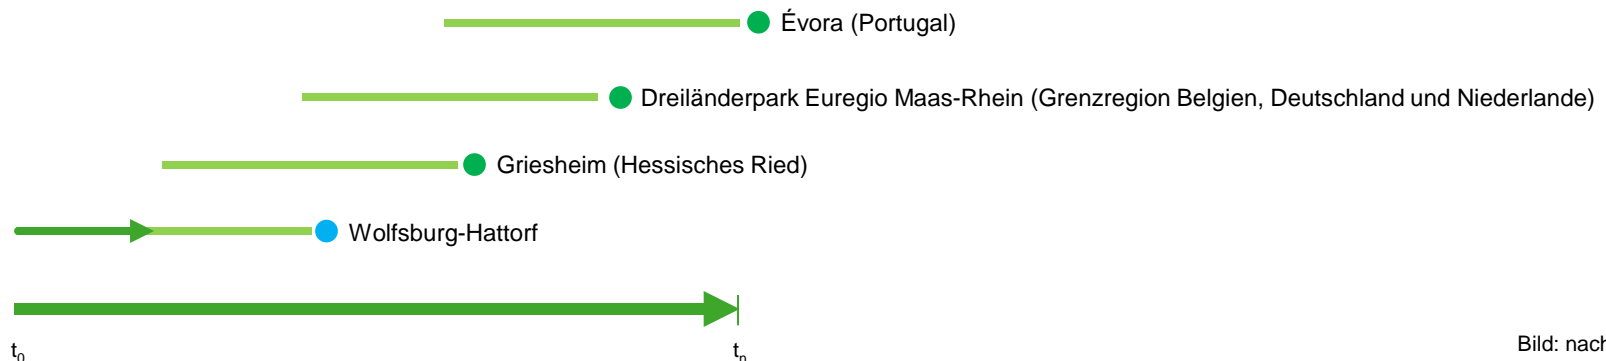 Évora (Portugal)
Dreiländerpark Euregio Maas-Rhein (Grenzregion Belgien, Deutschland und Niederlande)
Griesheim (Hessisches Ried)
Wolfsburg-Hattorf
t₀ tₙ
Bild: nach